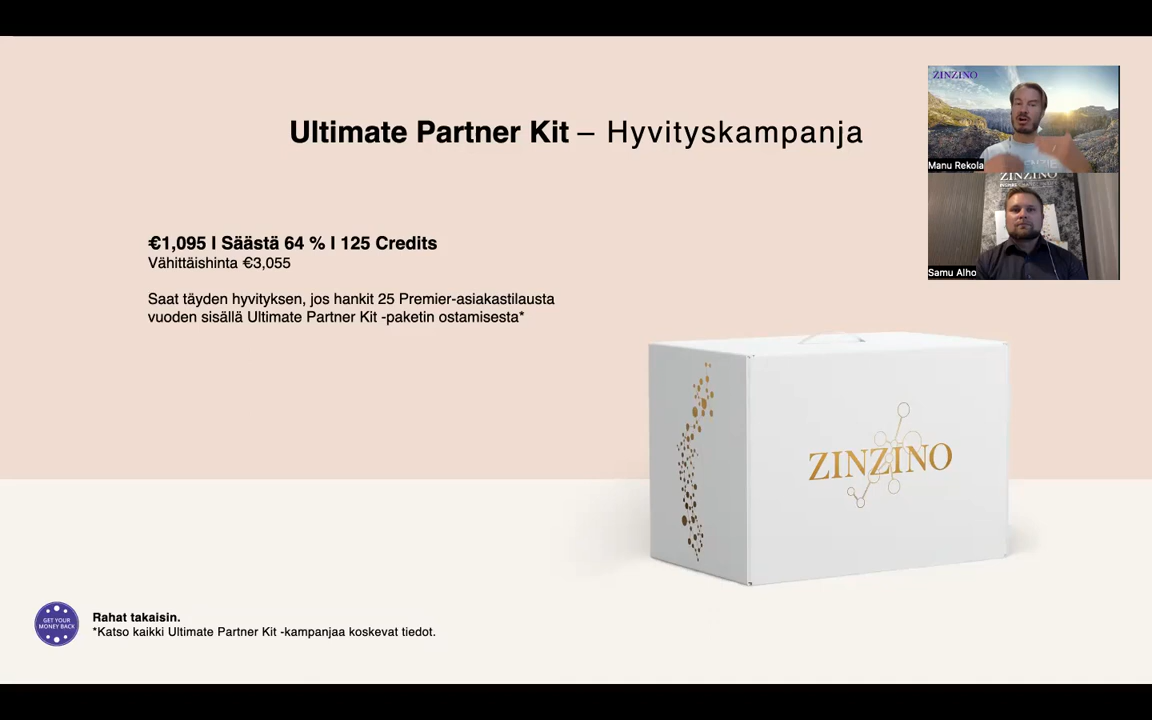 Ultimate Partner Kit – Hyvityskampanja
€1,095 I Säästä 64 % I 125 Credits
Vähittäishinta €3,055
Saat täyden hyvityksen, jos hankit 25 Premier-asiakastilausta
vuoden sisällä Ultimate Partner Kit -paketin ostamisesta*
ZINZINO
Manu Rekola
ZINZINO
Samu Alho
ZINZINO
GET YOUR
MONEY BACK
Rahat takaisin.
*Katso kaikki Ultimate Partner Kit -kampanjaa koskevat tiedot.